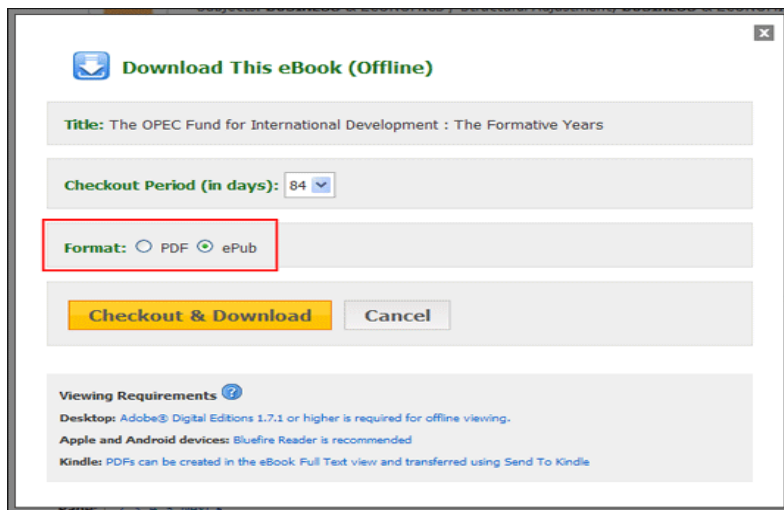 Download This eBook (Offline)
Title: The OPEC Fund for International Development : The Formative Years
Checkout Period (in days): 84
Format: PDF ePub
Checkout & Download Cancel
Viewing Requirements ?
Desktop: Adobe® Digital Editions 1.7.1 or higher is required for offline viewing.
Apple and Android devices: Bluefire Reader is recommended
Kindle: PDFs can be created in the eBook Full Text view and transferred using Send To Kindle